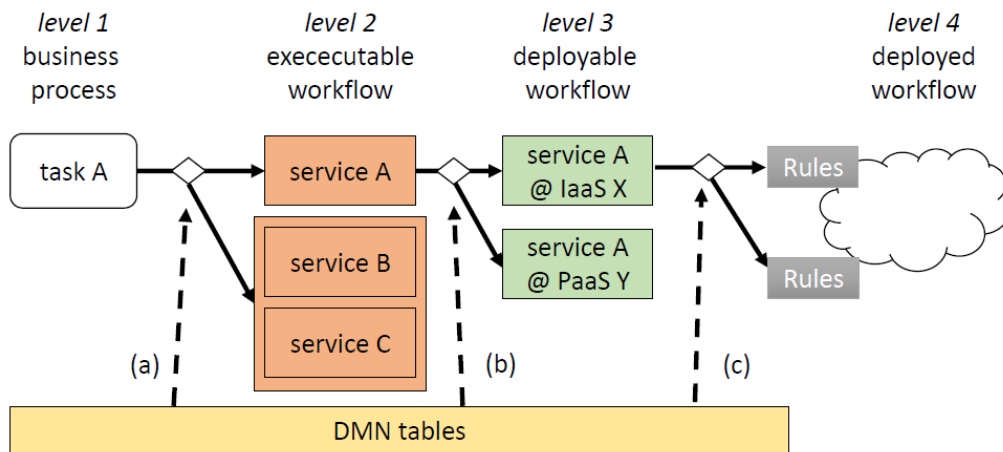 level 1
business
process
level 2
exececutable
workflow
level 3
deployable
workflow
level 4
deployed
workflow
task A
service A
service A
@ IaaS X
Rules
service B
service A
@ PaaS Y
Rules
service C
(a)
(b)
(c)
DMN tables